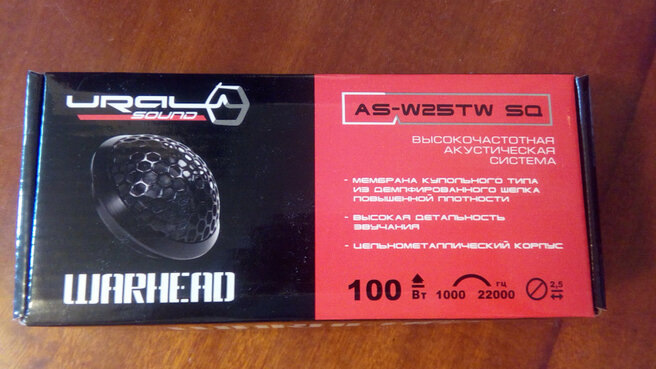 URAL
SOUND
WARHEAD
AS-W25TW SQ
ВЫСОКОЧАСТОТНАЯ
АКУСТИЧЕСКАЯ
СИСТЕМА
- МЕМБРАНА КУПОЛЬНОГО ТИПА
ИЗ ДЕМПФИРОВАННОГО ШЕЛКА
ПОВЫШЕННОЙ ПЛОТНОСТИ
- ВЫСОКАЯ ДЕТАЛЬНОСТЬ
ЗВУЧАНИЯ
- ЦЕЛЬНОМЕТАЛЛИЧЕСКИЙ КОРПУС
100 Вт 1000 ГЦ 22000 2,5